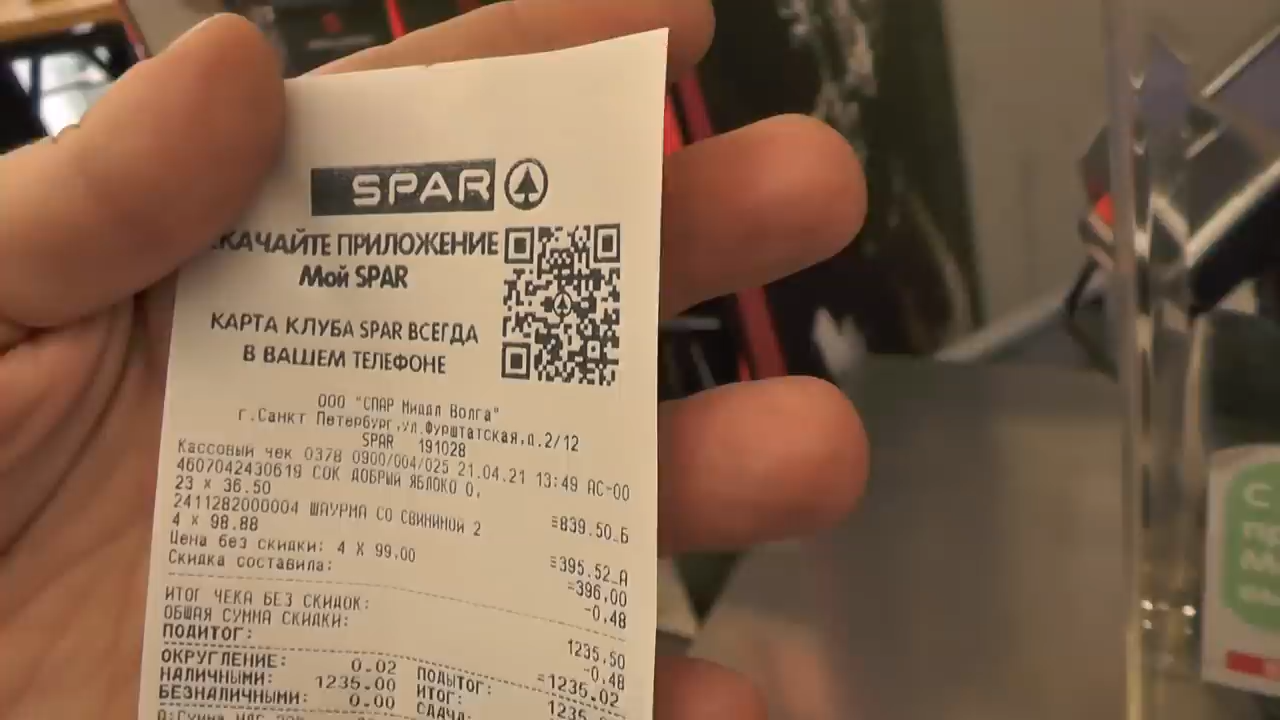 SPAR
СКАЧАЙТЕ ПРИЛОЖЕНИЕ
Мой SPAR
КАРТА КЛУБА SPAR ВСЕГДА
В ВАШЕМ ТЕЛЕФОНЕ
ООО "СПАР Миддл Волга"
г.Санкт Петербург,ул.Фурштатская,д.2/12
SPAR 191028
Кассовый чек 0378 0900/004/025 21.04.21 13:49 АС-00
4607042430619 СОК ДОБРЫЙ ЯБЛОКО 0,
23 X 36.50 =839.50_Б
2411282000004 ШАУРМА СО СВИНИНОЙ 2
4 X 98.88 =395.52_А
Цена без скидки: 4 X 99,00 =396,00
Скидка составила: -0,48
ИТОГ ЧЕКА БЕЗ СКИДОК: 1235,50
ОБЩАЯ СУММА СКИДКИ: -0,48
ПОДИТОГ: =1235.02
ОКРУГЛЕНИЕ: 0.02 ПОДЫТОГ:
НАЛИЧНЫМИ: 1235.00 ИТОГ:
БЕЗНАЛИЧНЫМИ: 0.00 СДАЧА: